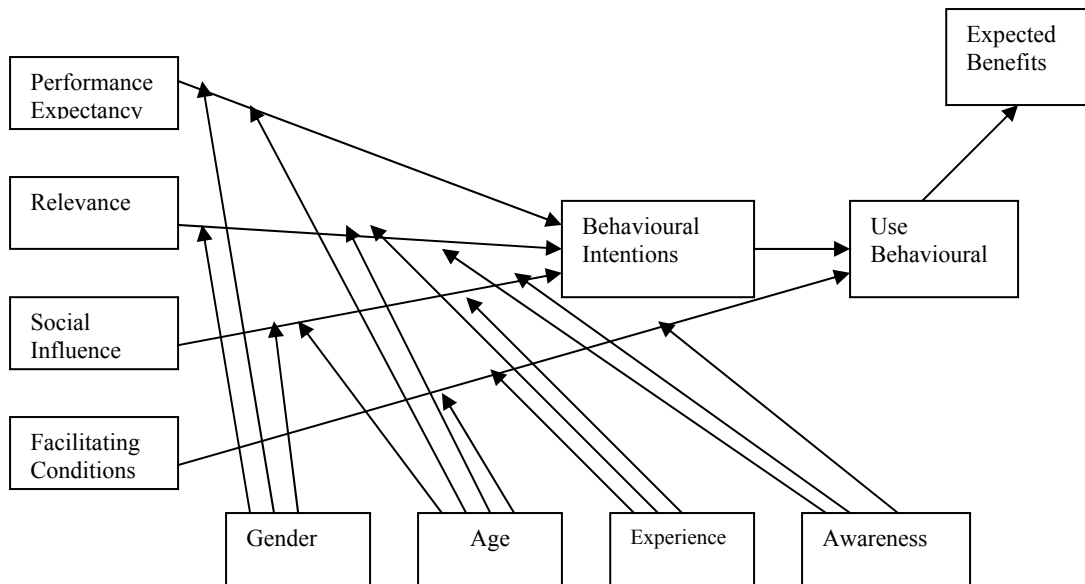 Expected
Benefits
Performance
Expectancy
Relevance
Behavioural
Intentions
Use
Behavioural
Social
Influence
Facilitating
Conditions
Gender
Age
Experience
Awareness